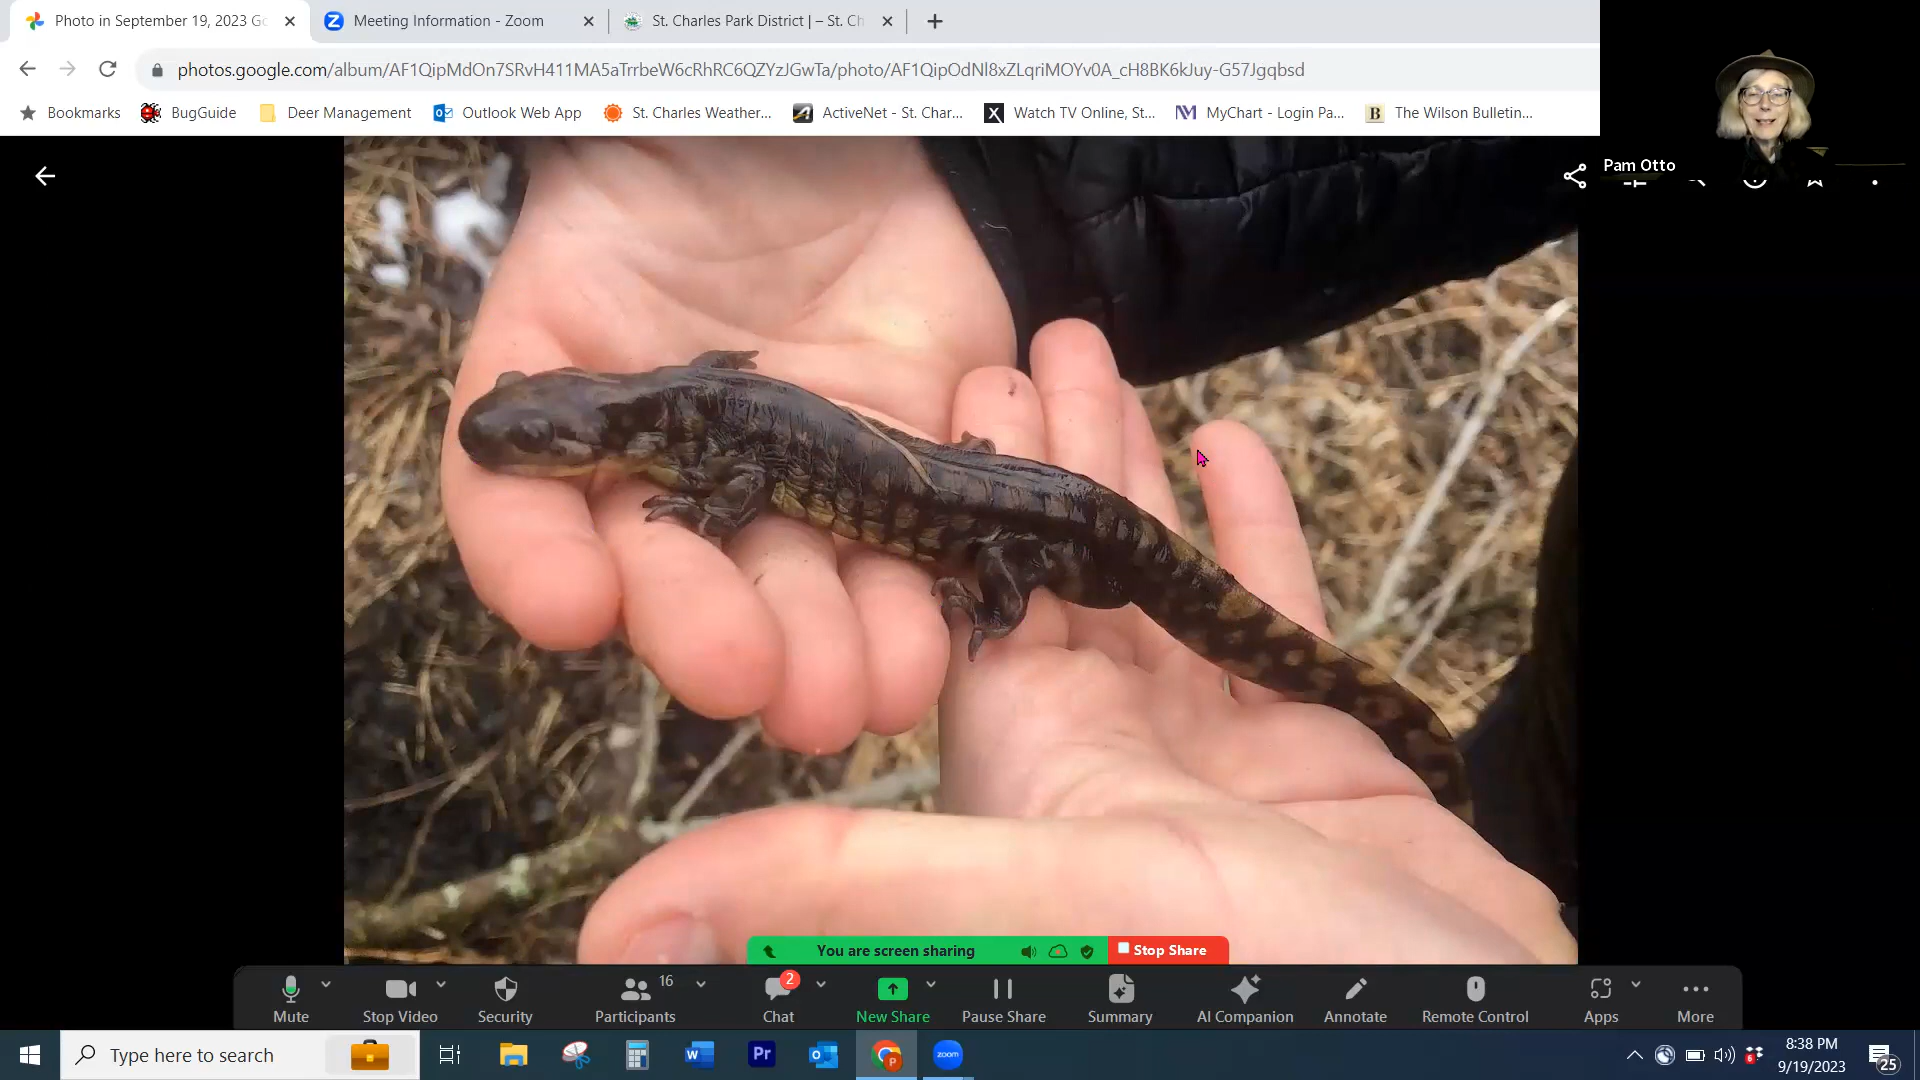 Photo in September 19, 2023 Go
Meeting Information - Zoom
St. Charles Park District | – St. Ch
photos.google.com/album/AF1QipMdOn7SRvH411MA5aTrrbeW6cRhRC6QZYzJGwTa/photo/AF1QipOdNl8xZLqriMOYv0A_cH8BK6kJuy-G57Jgqbsd
Bookmarks BugGuide Deer Management Outlook Web App St. Charles Weather... ActiveNet - St. Char... Watch TV Online, St... MyChart - Login Pa... The Wilson Bulletin...
Pam Otto
You are screen sharing Stop Share
16 2
Mute Stop Video Security Participants Chat New Share Pause Share Summary AI Companion Annotate Remote Control Apps More
Type here to search
8:38 PM
9/19/2023
25